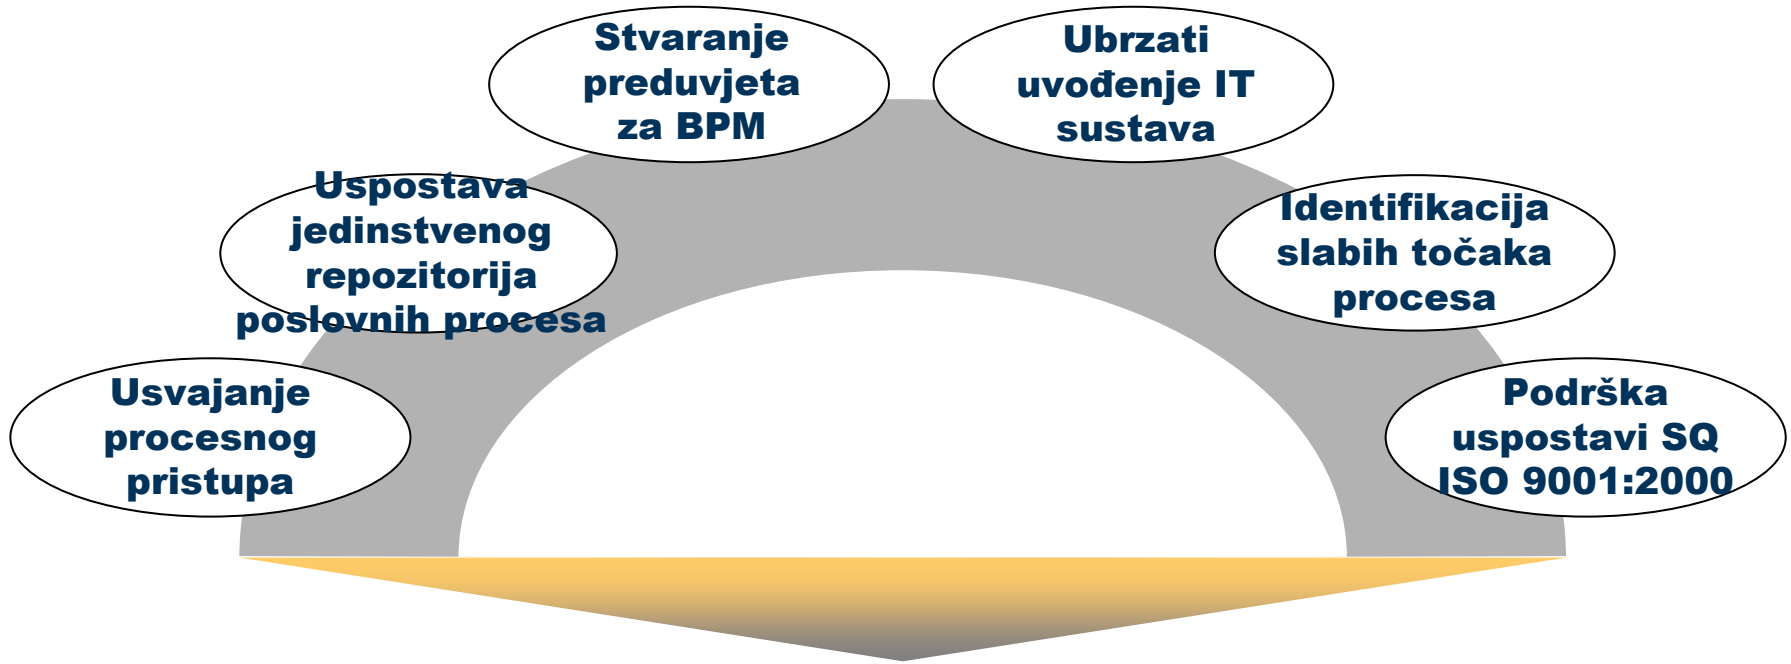 Stvaranje
preduvjeta
za BPM
Ubrzati
uvođenje IT
sustava
Uspostava
jedinstvenog
repozitorija
poslovnih procesa
Identifikacija
slabih točaka
procesa
Usvajanje
procesnog
pristupa
Podrška
uspostavi SQ
ISO 9001:2000